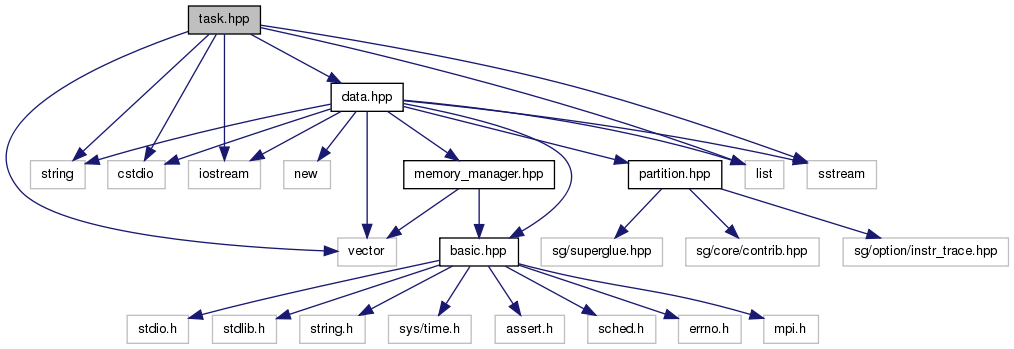 task.hpp
data.hpp
string
cstdio
iostream
new
memory_manager.hpp
partition.hpp
list
sstream
vector
basic.hpp
sg/superglue.hpp
sg/core/contrib.hpp
sg/option/instr_trace.hpp
stdio.h
stdlib.h
string.h
sys/time.h
assert.h
sched.h
errno.h
mpi.h